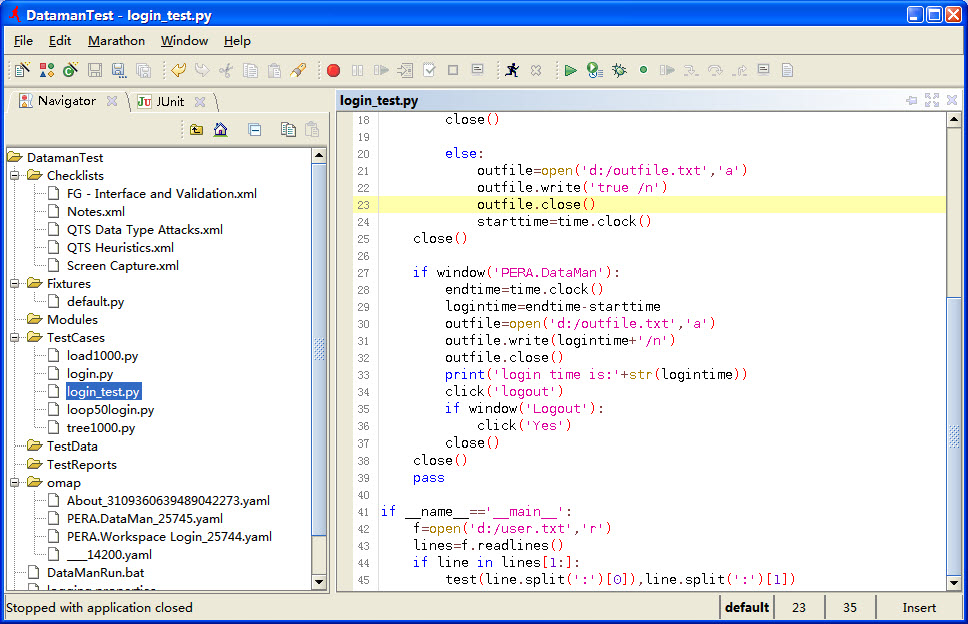 DatamanTest - login_test.py
File Edit Marathon Window Help
Navigator JUnit
DatamanTest
Checklists
FG - Interface and Validation.xml
Notes.xml
QTS Data Type Attacks.xml
QTS Heuristics.xml
Screen Capture.xml
Fixtures
default.py
Modules
TestCases
load1000.py
login.py
login_test.py
loop50login.py
tree1000.py
TestData
TestReports
omap
About_3109360639489042273.yaml
PERA.DataMan_25745.yaml
PERA.Workspace Login_25744.yaml
___14200.yaml
DataManRun.bat
logging.properties
login_test.py
18 close()
19
20 else:
21 outfile=open('d:/outfile.txt','a')
22 outfile.write('true /n')
23 outfile.close()
24 starttime=time.clock()
25 close()
26
27 if window('PERA.DataMan'):
28 endtime=time.clock()
29 logintime=endtime-starttime
30 outfile=open('d:/outfile.txt','a')
31 outfile.write(logintime+'/n')
32 outfile.close()
33 print('login time is:'+str(logintime))
34 click('logout')
35 if window('Logout'):
36 click('Yes')
37 close()
38 close()
39 pass
40
41 if __name__=='__main__':
42 f=open('d:/user.txt','r')
43 lines=f.readlines()
44 if line in lines[1:]:
45 test(line.split(':')[0]),line.split(':')[1])
Stopped with application closed default 23 35 Insert